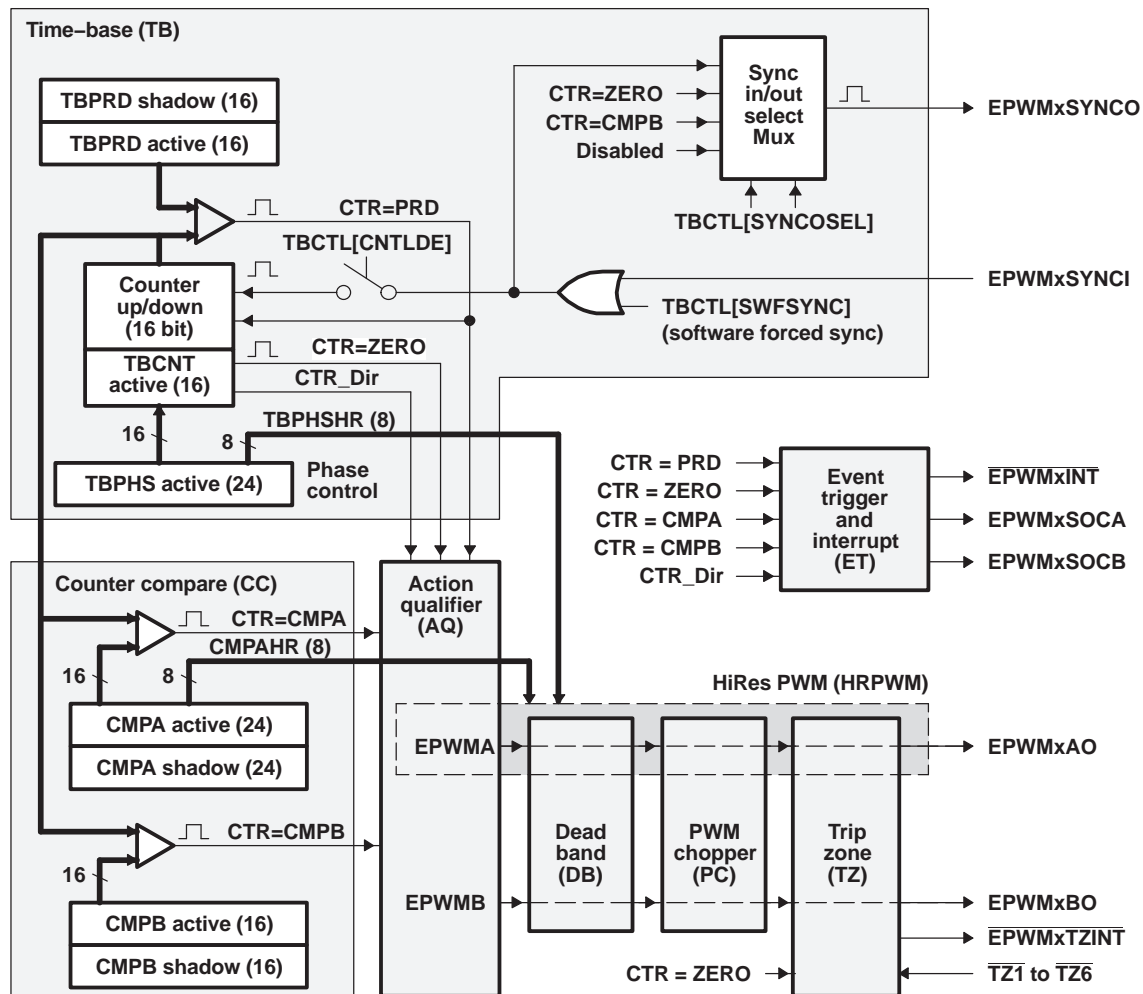 Time−base (TB)
TBPRD shadow (16)
TBPRD active (16)
CTR=ZERO
CTR=CMPB
Disabled
Sync
in/out
select
Mux
EPWMxSYNCO
TBCTL[SYNCOSEL]
CTR=PRD
TBCTL[CNTLDE]
EPWMxSYNCI
TBCTL[SWFSYNC]
(software forced sync)
Counter
up/down
(16 bit)
TBCNT
active (16)
CTR=ZERO
CTR_Dir
16
8
TBPHSHR (8)
TBPHS active (24)
Phase
control
CTR = PRD
CTR = ZERO
CTR = CMPA
CTR = CMPB
CTR_Dir
Event
trigger
and
interrupt
(ET)
EPWMxINT
EPWMxSOCA
EPWMxSOCB
Counter compare (CC)
CTR=CMPA
CMPAHR (8)
16
8
CMPA active (24)
CMPA shadow (24)
CTR=CMPB
16
CMPB active (16)
CMPB shadow (16)
Action
qualifier
(AQ)
HiRes PWM (HRPWM)
EPWMA
EPWMxAO
Dead
band
(DB)
PWM
chopper
(PC)
Trip
zone
(TZ)
EPWMB
EPWMxBO
EPWMxTZINT
CTR = ZERO
TZ1 to TZ6